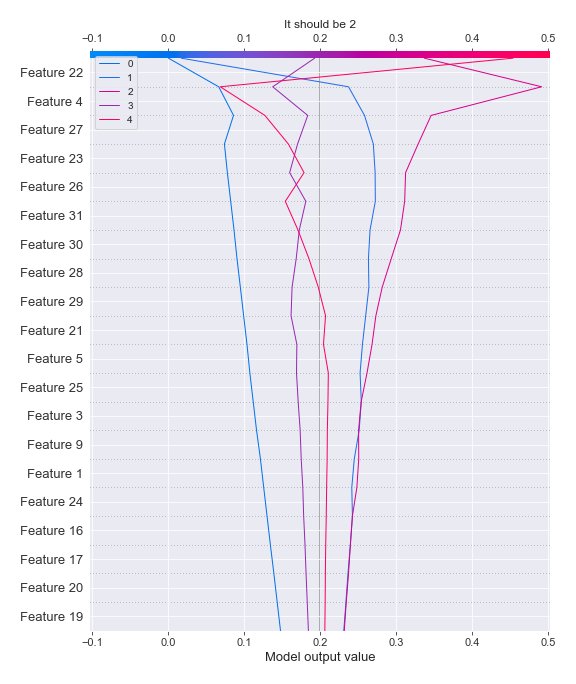 It should be 2
−0.1 0.0 0.1 0.2 0.3 0.4 0.5
0
1
2
3
4
Feature 22
Feature 4
Feature 27
Feature 23
Feature 26
Feature 31
Feature 30
Feature 28
Feature 29
Feature 21
Feature 5
Feature 25
Feature 3
Feature 9
Feature 1
Feature 24
Feature 16
Feature 17
Feature 20
Feature 19
−0.1 0.0 0.1 0.2 0.3 0.4 0.5
Model output value